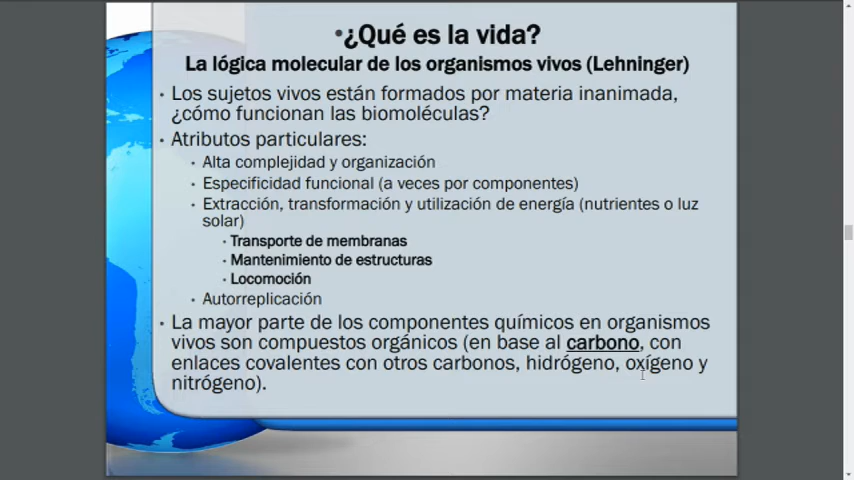 •¿Qué es la vida?
La lógica molecular de los organismos vivos (Lehninger)
• Los sujetos vivos están formados por materia inanimada,
¿cómo funcionan las biomoléculas?
• Atributos particulares:
• Alta complejidad y organización
• Especificidad funcional (a veces por componentes)
• Extracción, transformación y utilización de energía (nutrientes o luz
solar)
• Transporte de membranas
• Mantenimiento de estructuras
• Locomoción
• Autorreplicación
• La mayor parte de los componentes químicos en organismos
vivos son compuestos orgánicos (en base al carbono, con
enlaces covalentes con otros carbonos, hidrógeno, oxígeno y
nitrógeno).